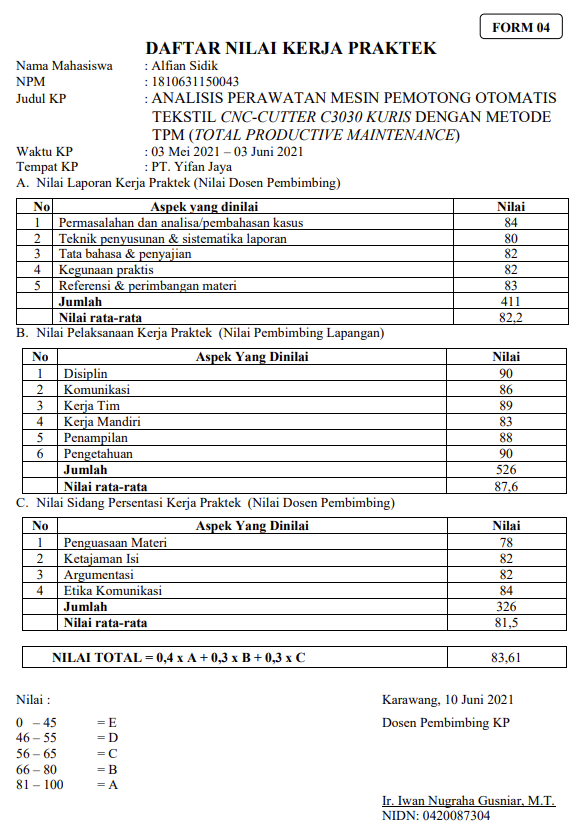 FORM 04
DAFTAR NILAI KERJA PRAKTEK
Nama Mahasiswa : Alfian Sidik
NPM : 1810631150043
Judul KP : ANALISIS PERAWATAN MESIN PEMOTONG OTOMATIS
TEKSTIL CNC-CUTTER C3030 KURIS DENGAN METODE
TPM (TOTAL PRODUCTIVE MAINTENANCE)
Waktu KP : 03 Mei 2021 – 03 Juni 2021
Tempat KP : PT. Yifan Jaya
A. Nilai Laporan Kerja Praktek (Nilai Dosen Pembimbing)
No Aspek yang dinilai Nilai
1 Permasalahan dan analisa/pembahasan kasus 84
2 Teknik penyusunan & sistematika laporan 80
3 Tata bahasa & penyajian 82
4 Kegunaan praktis 82
5 Referensi & perimbangan materi 83
Jumlah 411
Nilai rata-rata 82,2
B. Nilai Pelaksanaan Kerja Praktek (Nilai Pembimbing Lapangan)
No Aspek Yang Dinilai Nilai
1 Disiplin 90
2 Komunikasi 86
3 Kerja Tim 89
4 Kerja Mandiri 83
5 Penampilan 88
6 Pengetahuan 90
Jumlah 526
Nilai rata-rata 87,6
C. Nilai Sidang Persentasi Kerja Praktek (Nilai Dosen Pembimbing)
No Aspek Yang Dinilai Nilai
1 Penguasaan Materi 78
2 Ketajaman Isi 82
3 Argumentasi 82
4 Etika Komunikasi 84
Jumlah 326
Nilai rata-rata 81,5
NILAI TOTAL = 0,4 x A + 0,3 x B + 0,3 x C 83,61
Nilai : Karawang, 10 Juni 2021
0 – 45 = E Dosen Pembimbing KP
46 – 55 = D
56 – 65 = C
66 – 80 = B
81 – 100 = A
Ir. Iwan Nugraha Gusniar, M.T.
NIDN: 0420087304